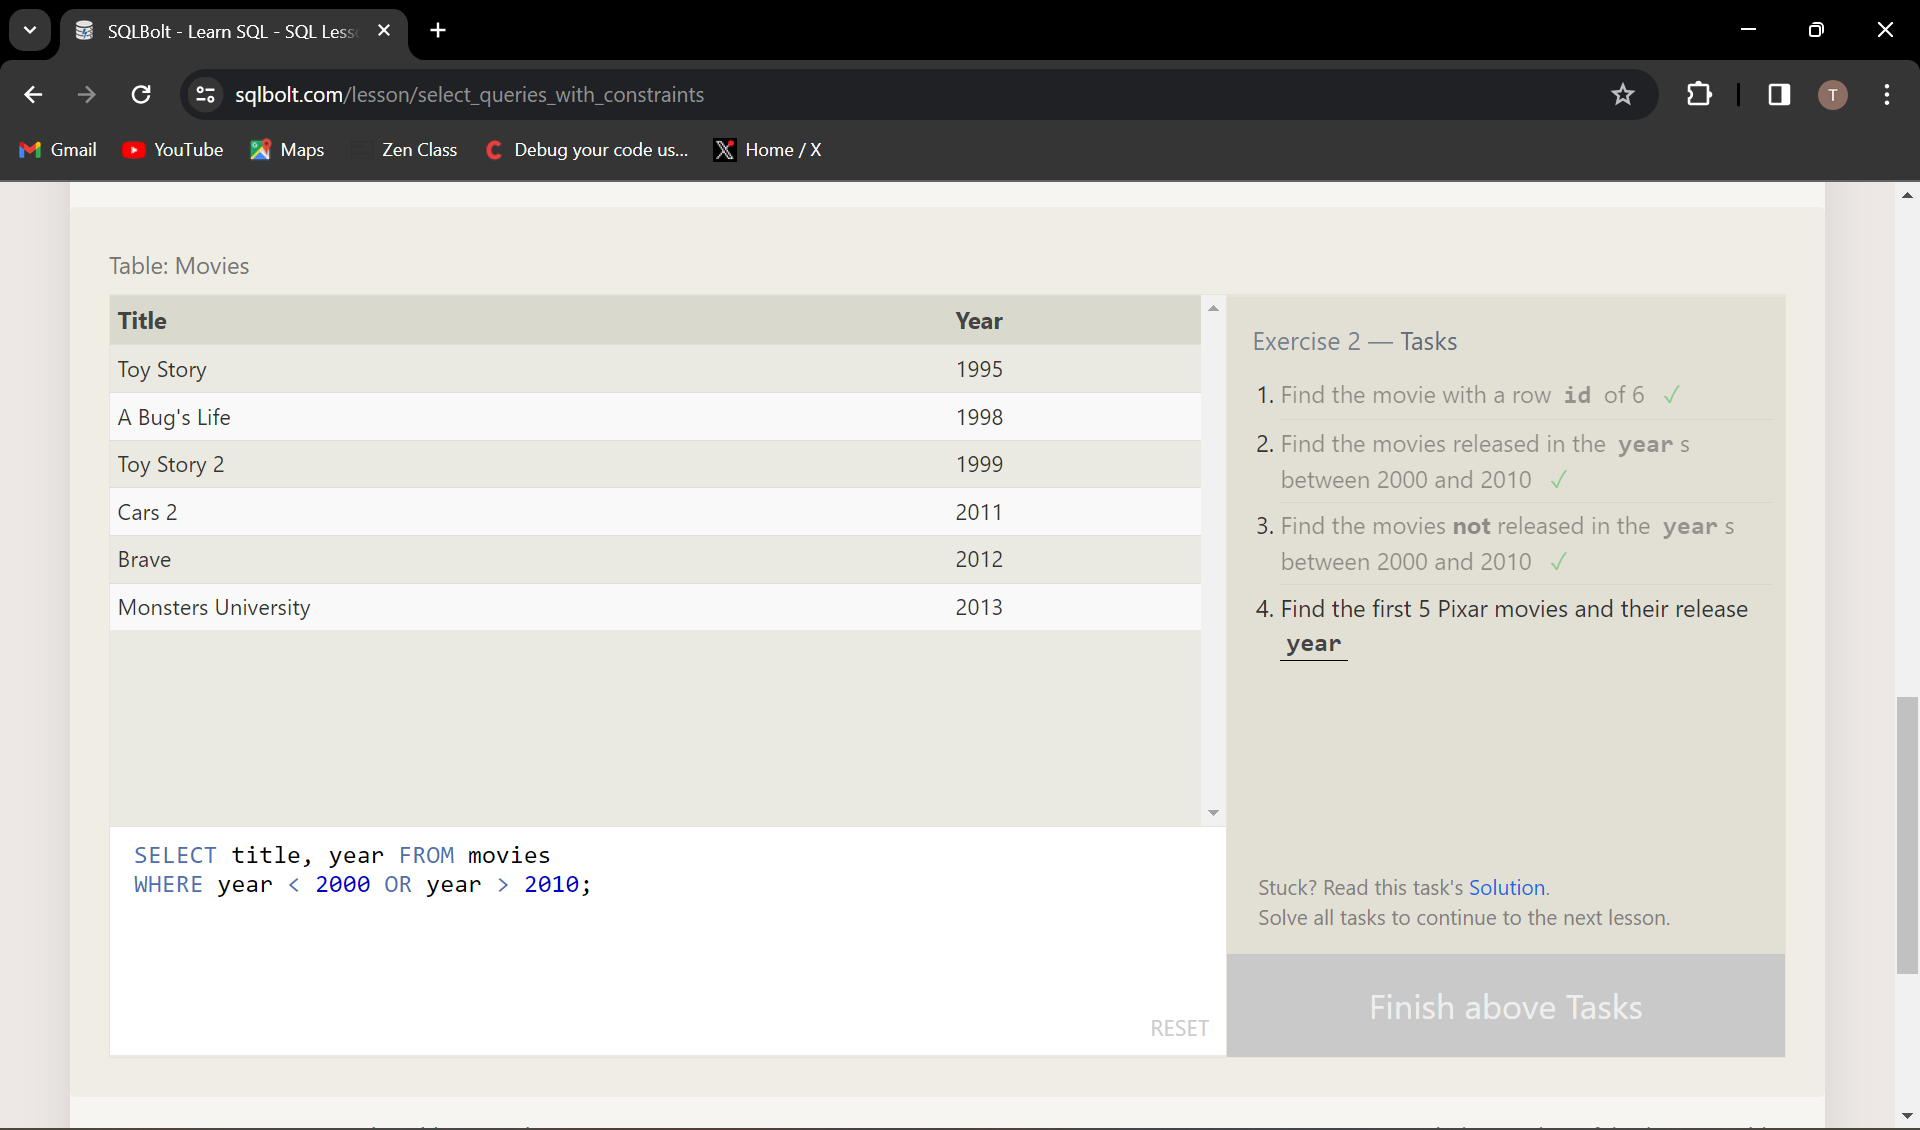 SQLBolt - Learn SQL - SQL Less
sqlbolt.com/lesson/select_queries_with_constraints
T
Gmail
YouTube
Maps
Zen Class
Debug your code us...
Home / X
Table: Movies
Title Year
Toy Story 1995
A Bug's Life 1998
Toy Story 2 1999
Cars 2 2011
Brave 2012
Monsters University 2013
SELECT title, year FROM movies
WHERE year < 2000 OR year > 2010;
RESET
Exercise 2 — Tasks
1. Find the movie with a row id of 6 ✓
2. Find the movies released in the year s
between 2000 and 2010 ✓
3. Find the movies not released in the year s
between 2000 and 2010 ✓
4. Find the first 5 Pixar movies and their release
year
Stuck? Read this task's Solution.
Solve all tasks to continue to the next lesson.
Finish above Tasks